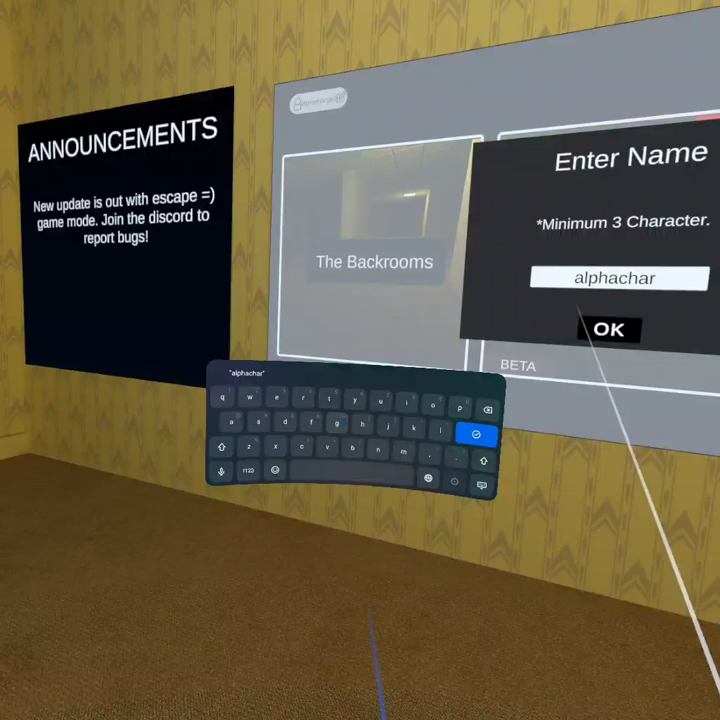 ANNOUNCEMENTS
New update is out with escape =)
game mode. Join the discord to
report bugs!
The Backrooms
Enter Name
*Minimum 3 Character.
alphachar
OK
BETA
"alphachar"
q w e r t y u i o p
a s d f g h j k l
z x c v b n m , .